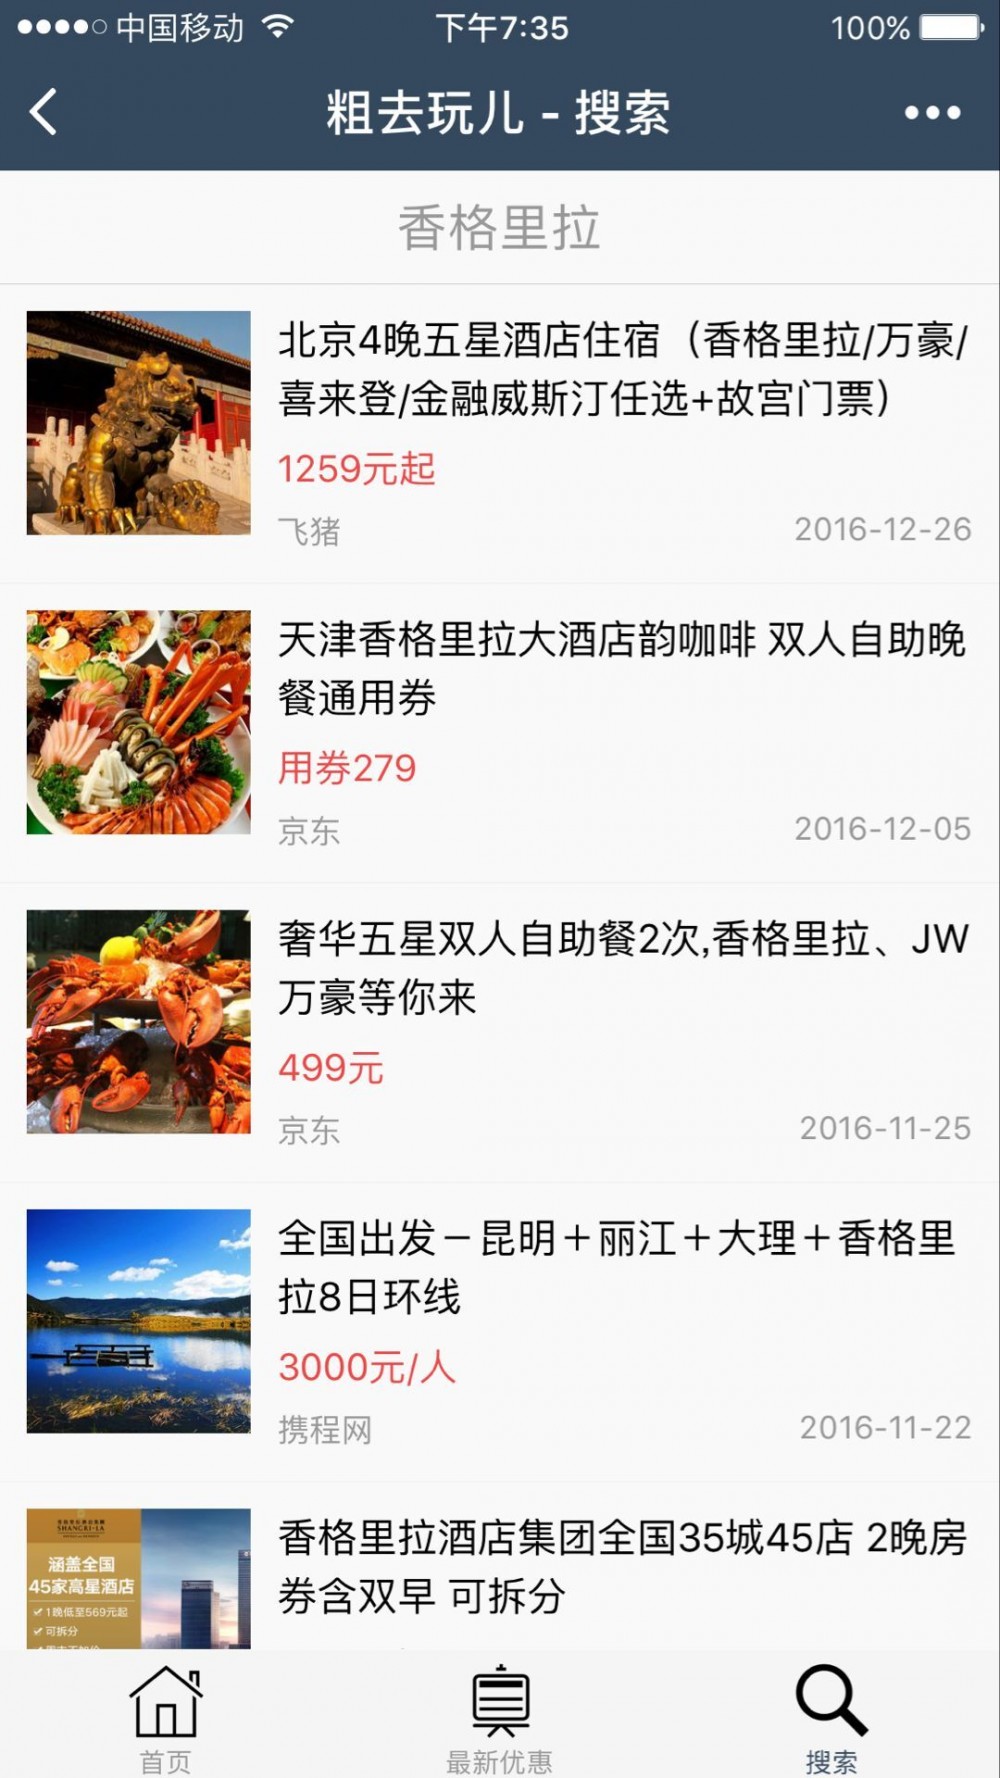 中国移动
下午7:35
100%
粗去玩儿 - 搜索
香格里拉
北京4晚五星酒店住宿（香格里拉/万豪/
喜来登/金融威斯汀任选+故宫门票）
1259元起
飞猪
2016-12-26
天津香格里拉大酒店韵咖啡 双人自助晚
餐通用券
用券279
京东
2016-12-05
奢华五星双人自助餐2次,香格里拉、JW
万豪等你来
499元
京东
2016-11-25
全国出发－昆明＋丽江＋大理＋香格里
拉8日环线
3000元/人
携程网
2016-11-22
SHANGRI-LA
涵盖全国
45家高星酒店
1晚低至569元起
可拆分
香格里拉酒店集团全国35城45店 2晚房
券含双早 可拆分
首页
最新优惠
搜索